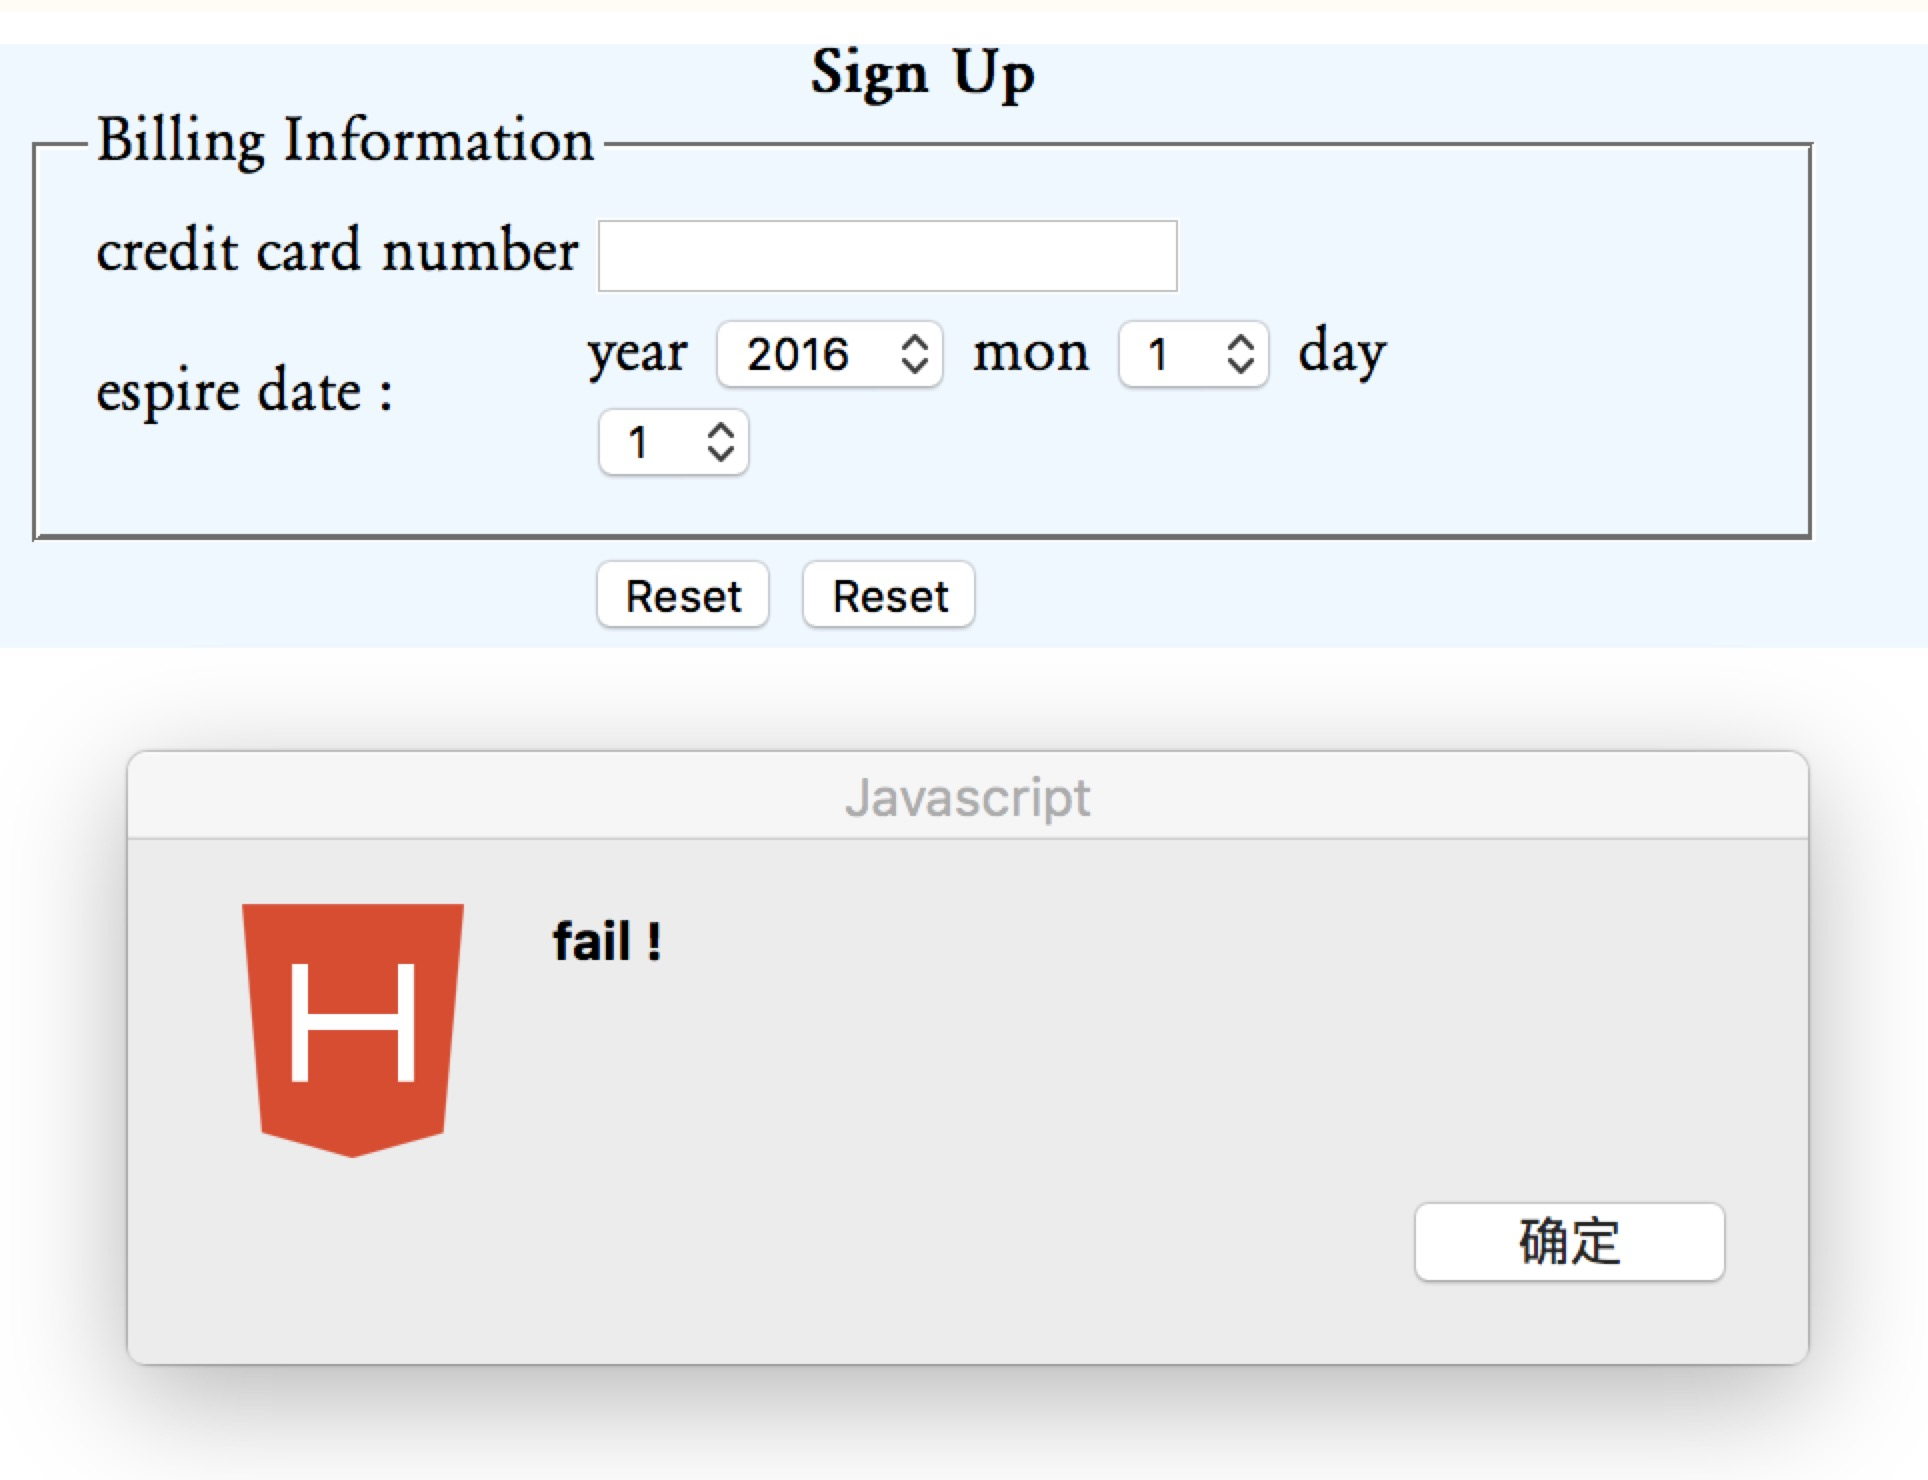 Sign Up
Billing Information
credit card number
year 2016 mon 1 day
espire date :
1
Reset Reset
Javascript
H
fail !
确定